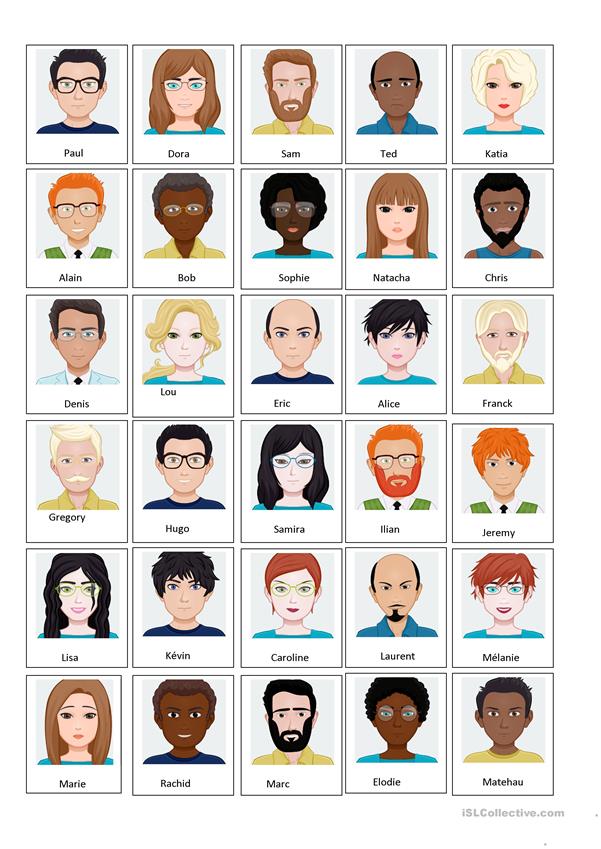 Paul
Dora
Sam
Ted
Katia
Alain
Bob
Sophie
Natacha
Chris
Denis
Lou
Eric
Alice
Franck
Gregory
Hugo
Samira
Ilian
Jeremy
Lisa
Kévin
Caroline
Laurent
Mélanie
Marie
Rachid
Marc
Elodie
Matehau
iSLCollective.com